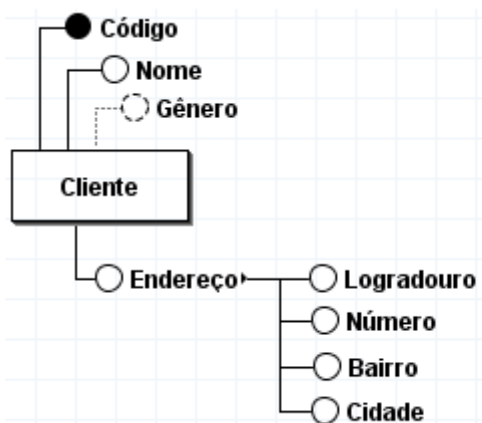 Código
Nome
Gênero
Cliente
Endereço
Logradouro
Número
Bairro
Cidade